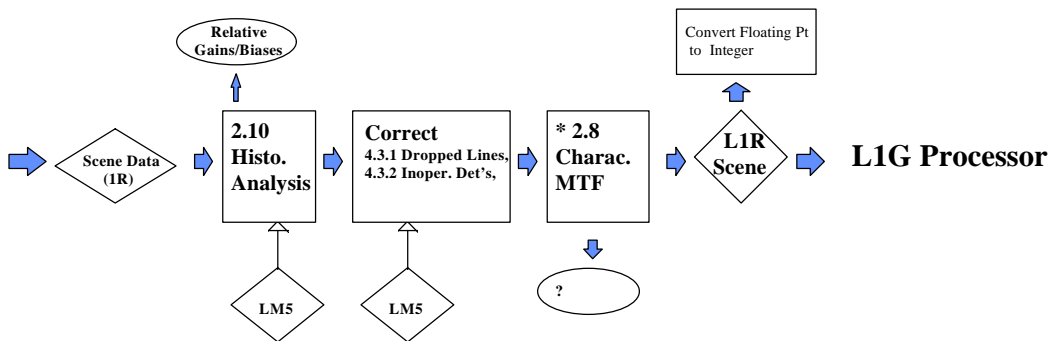 Relative
Gains/Biases
Convert Floating Pt
to Integer
Scene Data
(1R)
2.10
Histo.
Analysis
Correct
4.3.1 Dropped Lines,
4.3.2 Inoper. Det's,
* 2.8
Charac.
MTF
L1R
Scene
L1G Processor
LM5
LM5
?